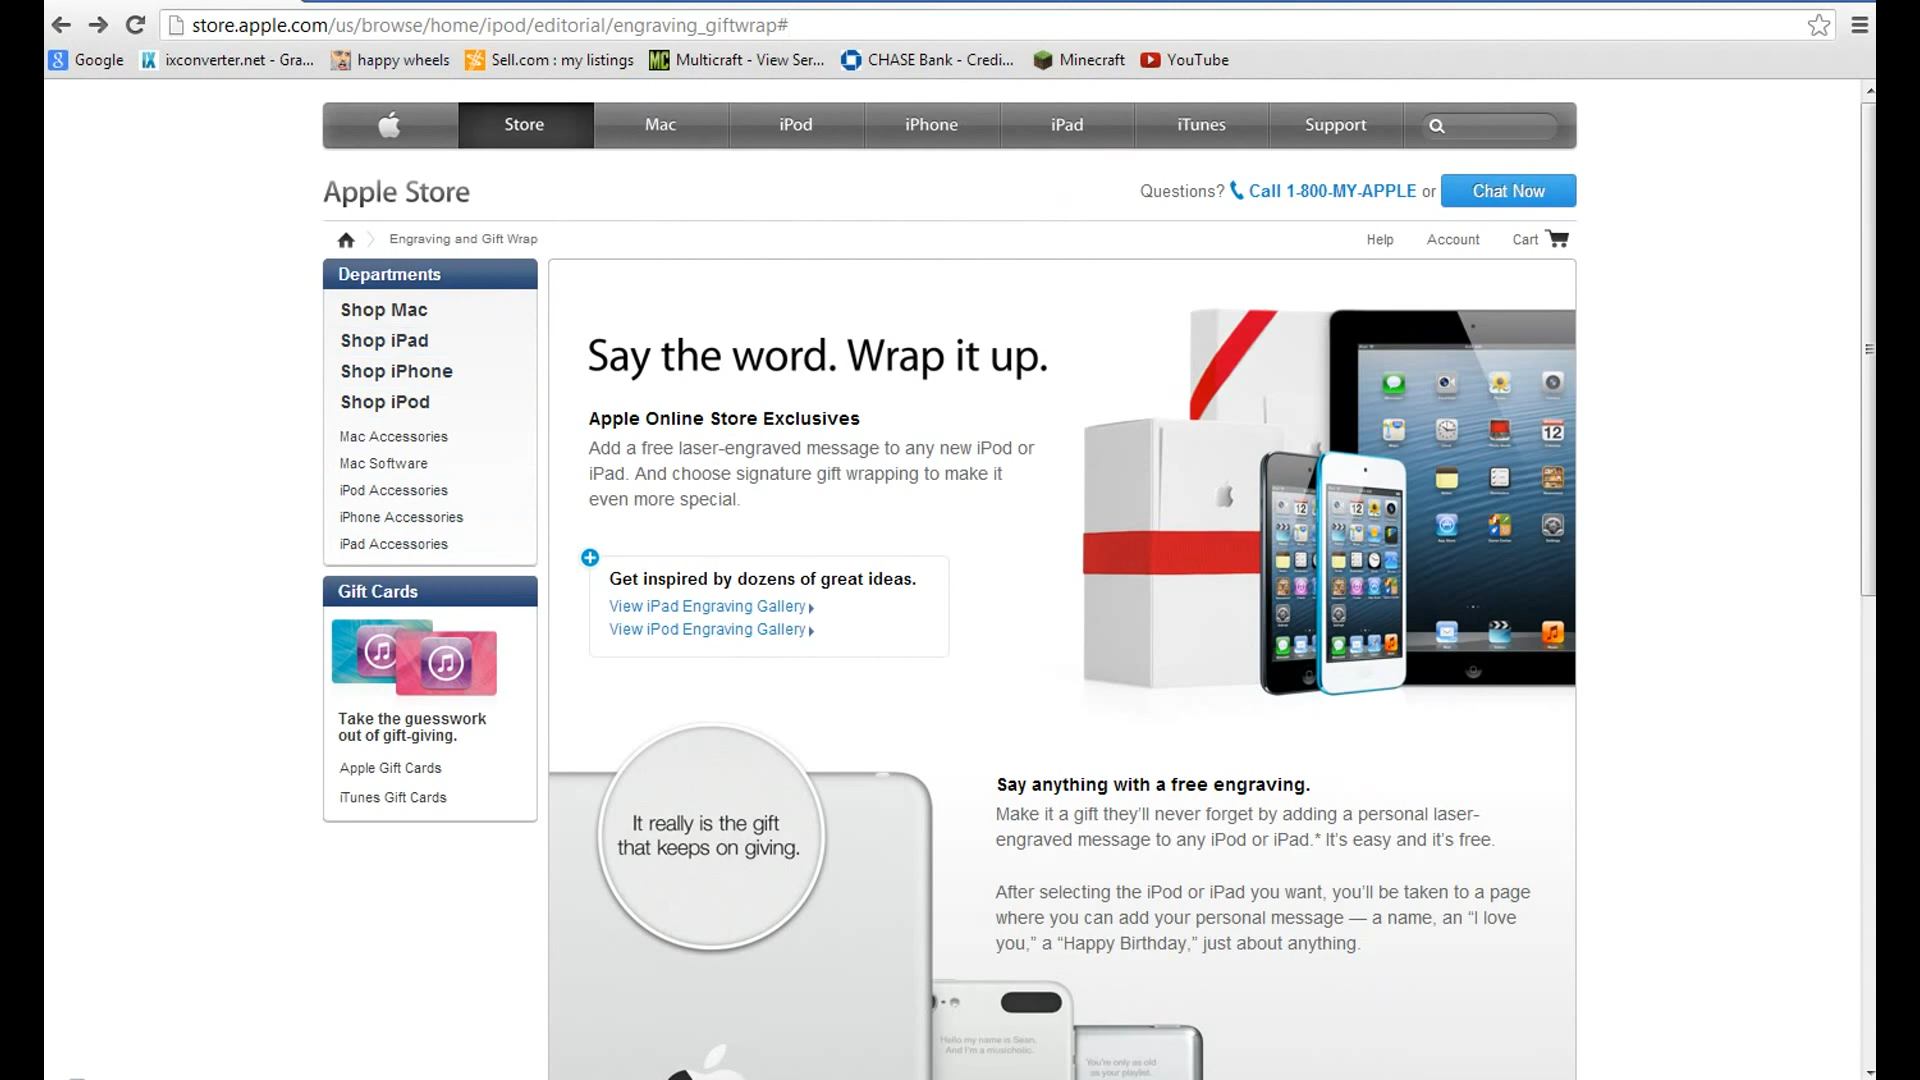 store.apple.com/us/browse/home/ipod/editorial/engraving_giftwrap#
Google ixconverter.net - Gra... happy wheels Sell.com : my listings Multicraft - View Ser... CHASE Bank - Credi... Minecraft YouTube
Store Mac iPod iPhone iPad iTunes Support
Apple Store
Questions? Call 1-800-MY-APPLE or Chat Now
Engraving and Gift Wrap
Help Account Cart
Departments
Shop Mac
Shop iPad
Shop iPhone
Shop iPod
Mac Accessories
Mac Software
iPod Accessories
iPhone Accessories
iPad Accessories
Gift Cards
Take the guesswork
out of gift-giving.
Apple Gift Cards
iTunes Gift Cards
Say the word. Wrap it up.
Apple Online Store Exclusives
Add a free laser-engraved message to any new iPod or
iPad. And choose signature gift wrapping to make it
even more special.
Get inspired by dozens of great ideas.
View iPad Engraving Gallery
View iPod Engraving Gallery
12
12
12
It really is the gift
that keeps on giving.
Say anything with a free engraving.
Make it a gift they’ll never forget by adding a personal laser-
engraved message to any iPod or iPad.* It’s easy and it’s free.
After selecting the iPod or iPad you want, you’ll be taken to a page
where you can add your personal message — a name, an “I love
you,” a “Happy Birthday,” just about anything.
Hello my name is Sean.
And I'm a musicholic.
You're only as old
as your playlist.